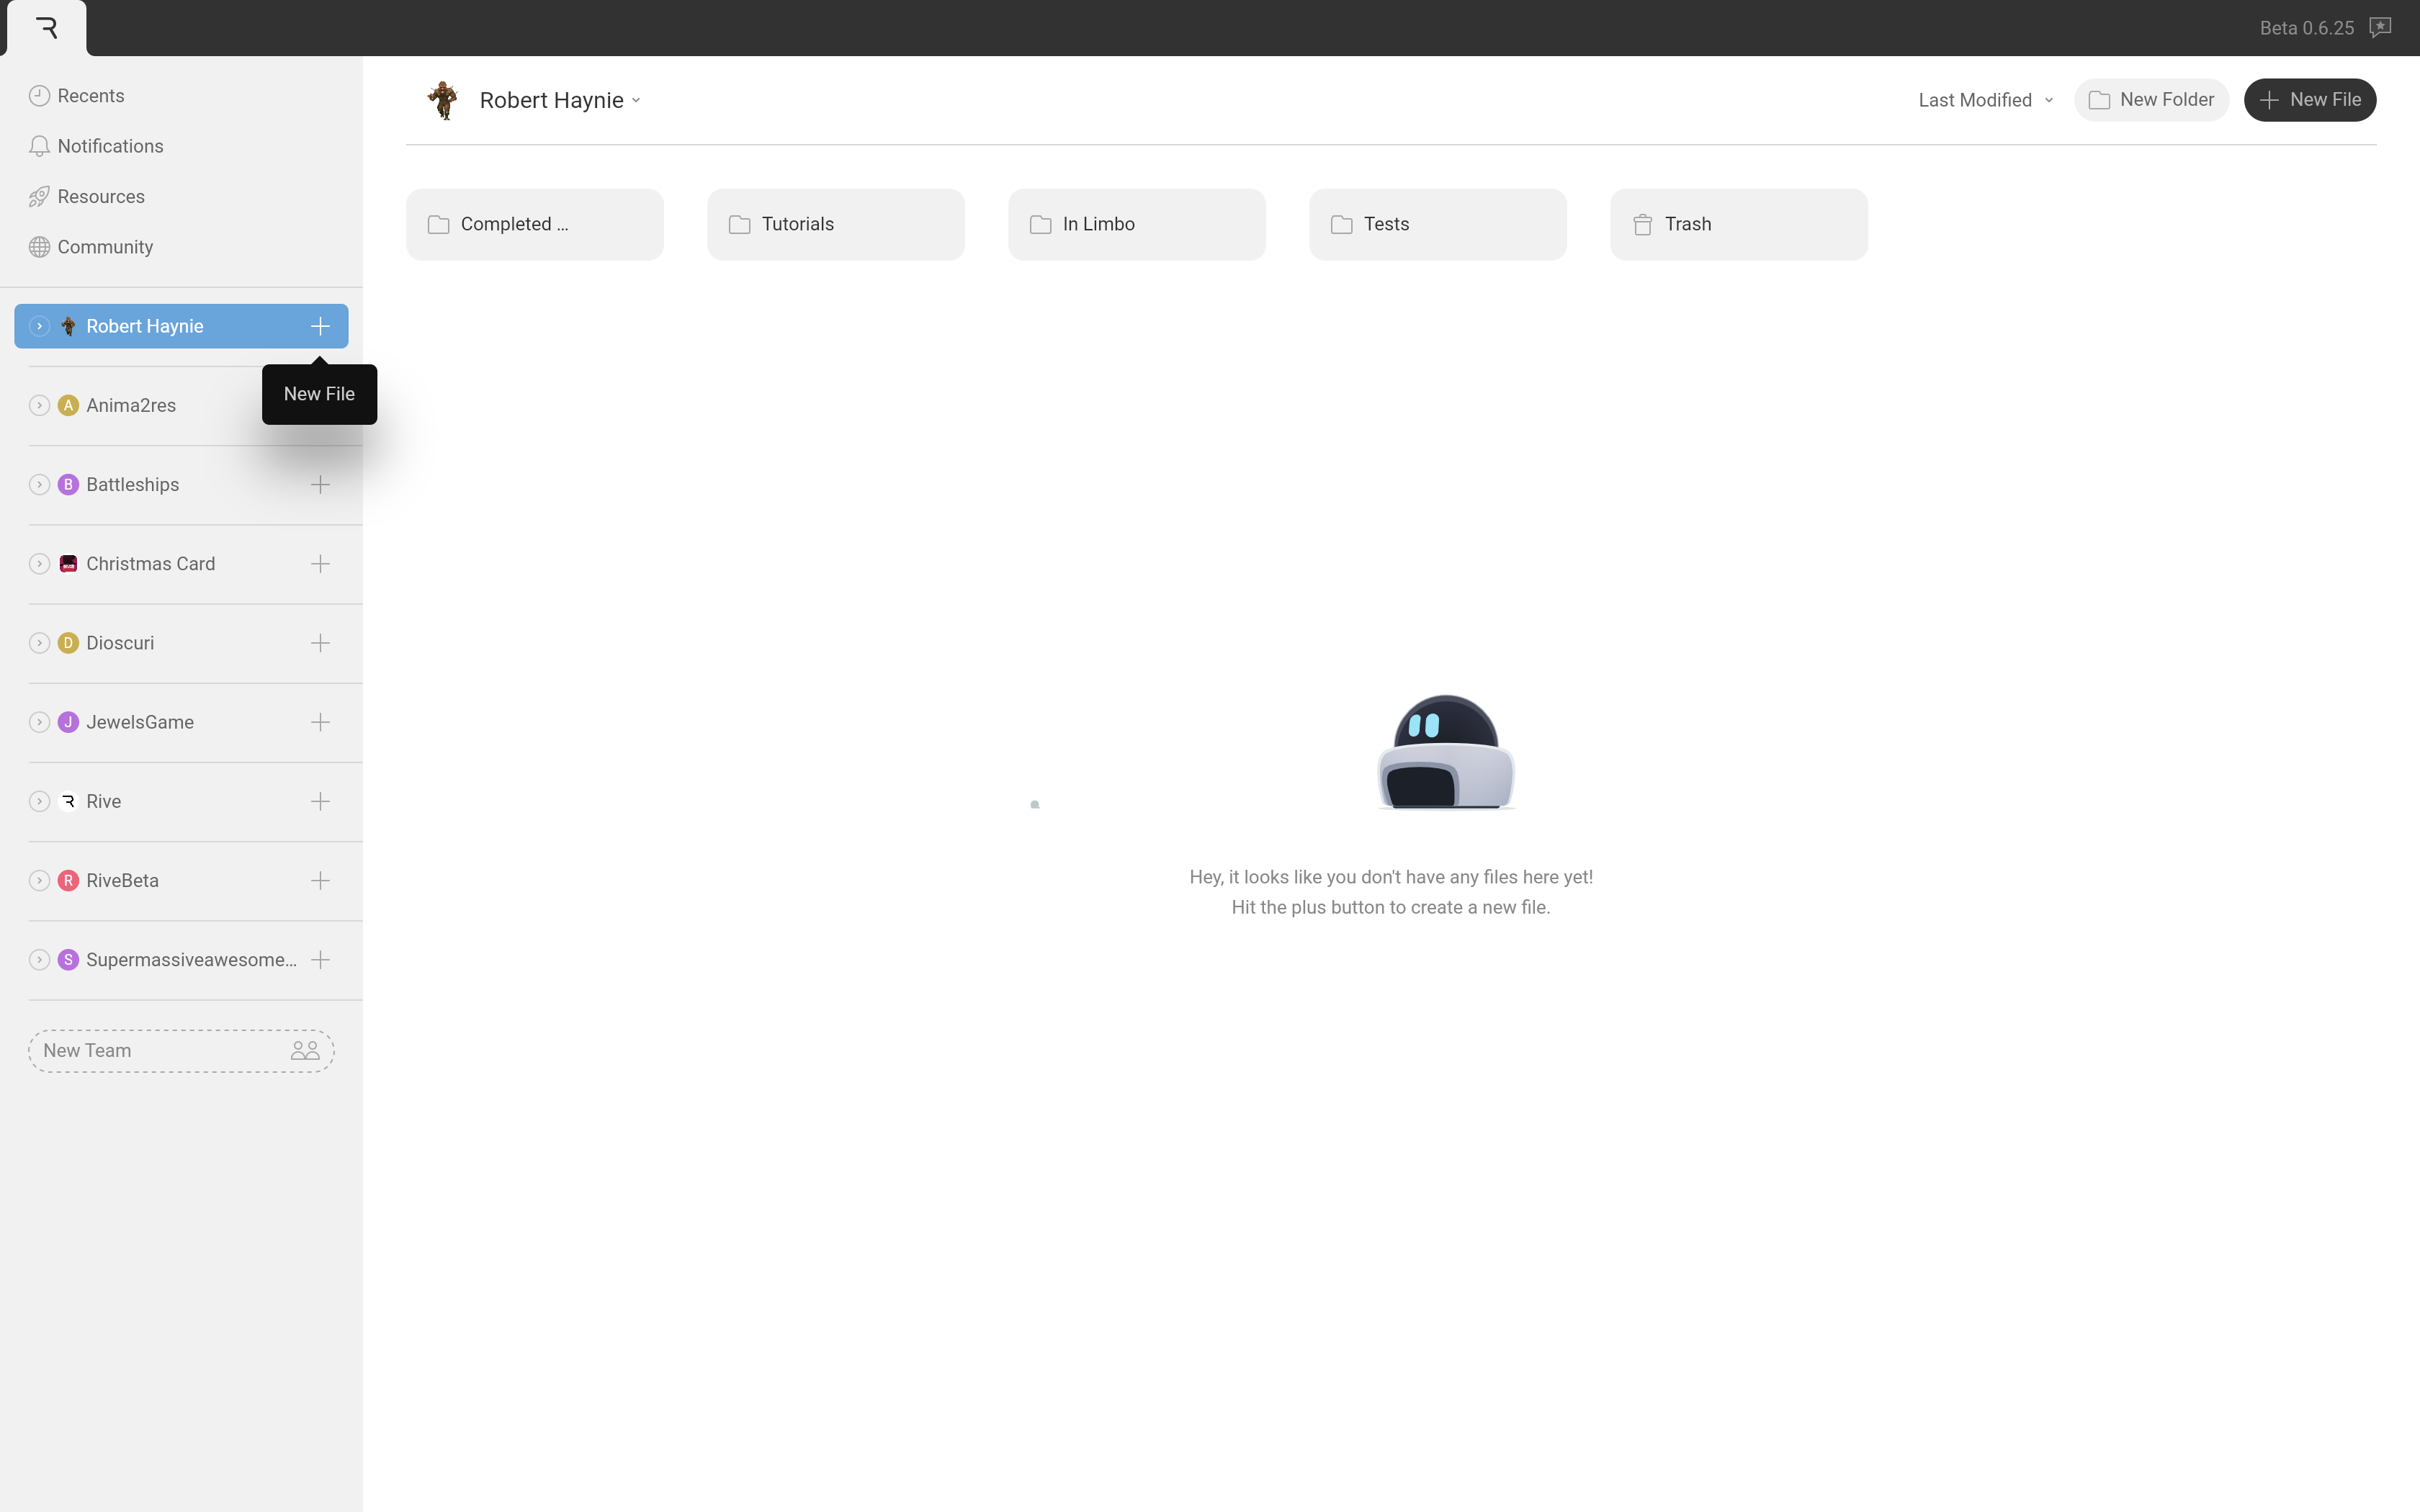 Beta 0.6.25
Recents
Notifications
Resources
Community
Robert Haynie
New File
A Anima2res
B Battleships
Christmas Card
D Dioscuri
J JewelsGame
Rive
R RiveBeta
S Supermassiveawesome...
New Team
Robert Haynie
Last Modified
New Folder
New File
Completed ...
Tutorials
In Limbo
Tests
Trash
Hey, it looks like you don't have any files here yet!
Hit the plus button to create a new file.